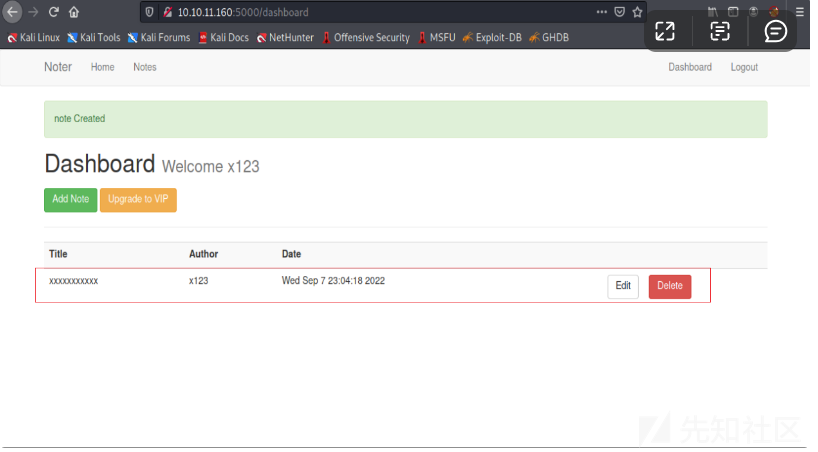 10.10.11.160:5000/dashboard
Kali Linux Kali Tools Kali Forums Kali Docs NetHunter Offensive Security MSFU Exploit-DB GHDB
Noter Home Notes Dashboard Logout
note Created
Dashboard Welcome x123
Add Note Upgrade to VIP
Title Author Date
xxxxxxxxxxx x123 Wed Sep 7 23:04:18 2022 Edit Delete
先知社区